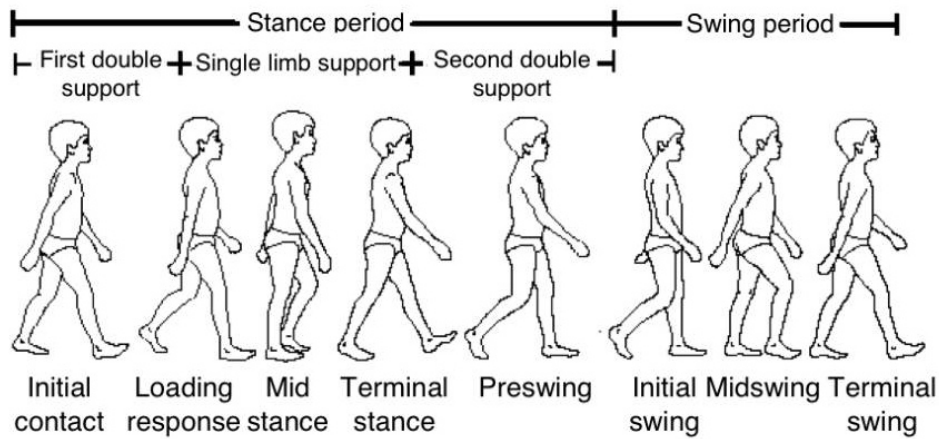 Stance period Swing period
First double support Single limb support Second double support
Initial contact Loading response Mid stance Terminal stance Preswing Initial swing Midswing Terminal swing